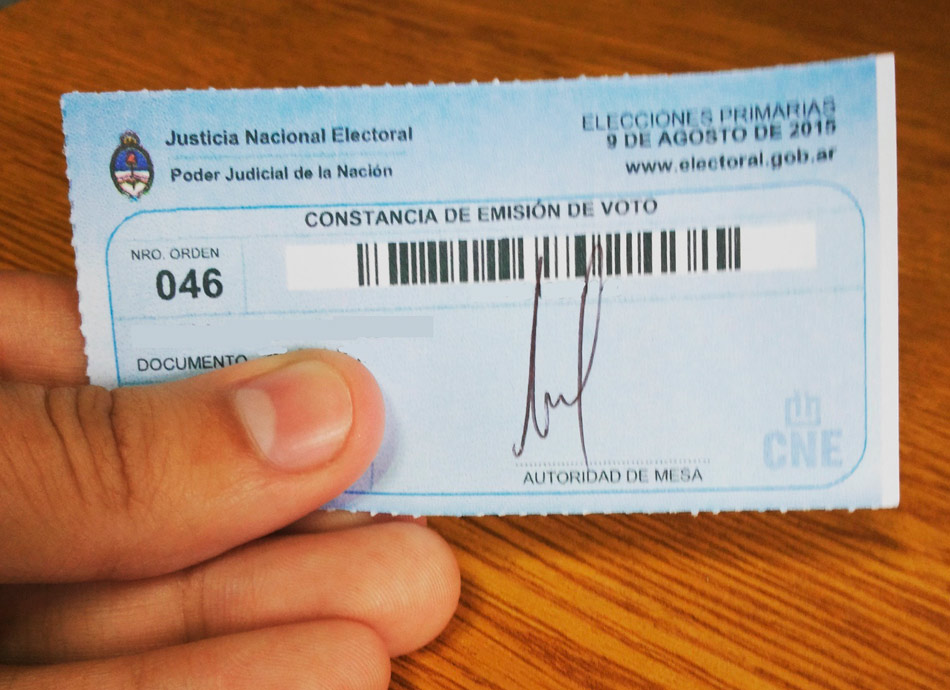 Justicia Nacional Electoral
Poder Judicial de la Nación
ELECCIONES PRIMARIAS
9 DE AGOSTO DE 2015
www.electoral.gob.ar
CONSTANCIA DE EMISIÓN DE VOTO
NRO. ORDEN
046
DOCUMENTO
AUTORIDAD DE MESA
CNE